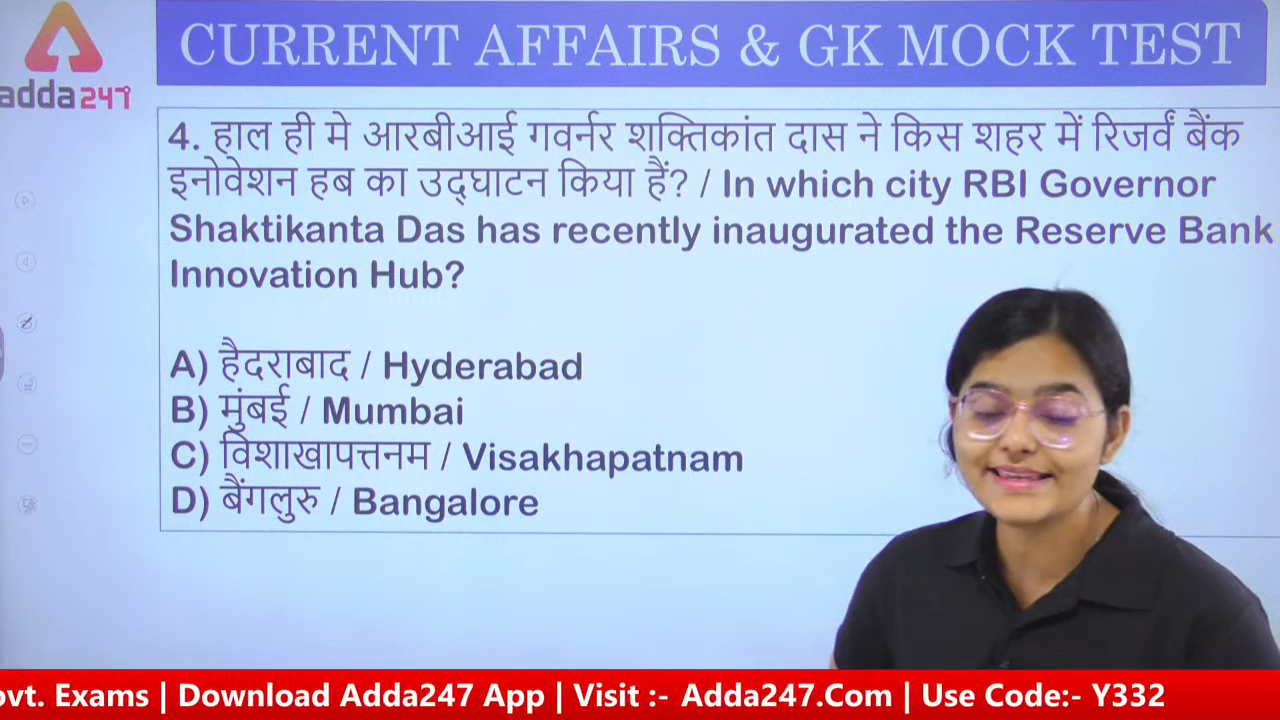 CURRENT AFFAIRS & GK MOCK TEST
adda247
4. हाल ही मे आरबीआई गवर्नर शक्तिकांत दास ने किस शहर में रिजर्वं बैंक
इनोवेशन हब का उद्घाटन किया हैं? / In which city RBI Governor
Shaktikanta Das has recently inaugurated the Reserve Bank
Innovation Hub?
A) हैदराबाद / Hyderabad
B) मुंबई / Mumbai
C) विशाखापत्तनम / Visakhapatnam
D) बैंगलुरु / Bangalore
ovt. Exams | Download Adda247 App | Visit :- Adda247.Com | Use Code:- Y332